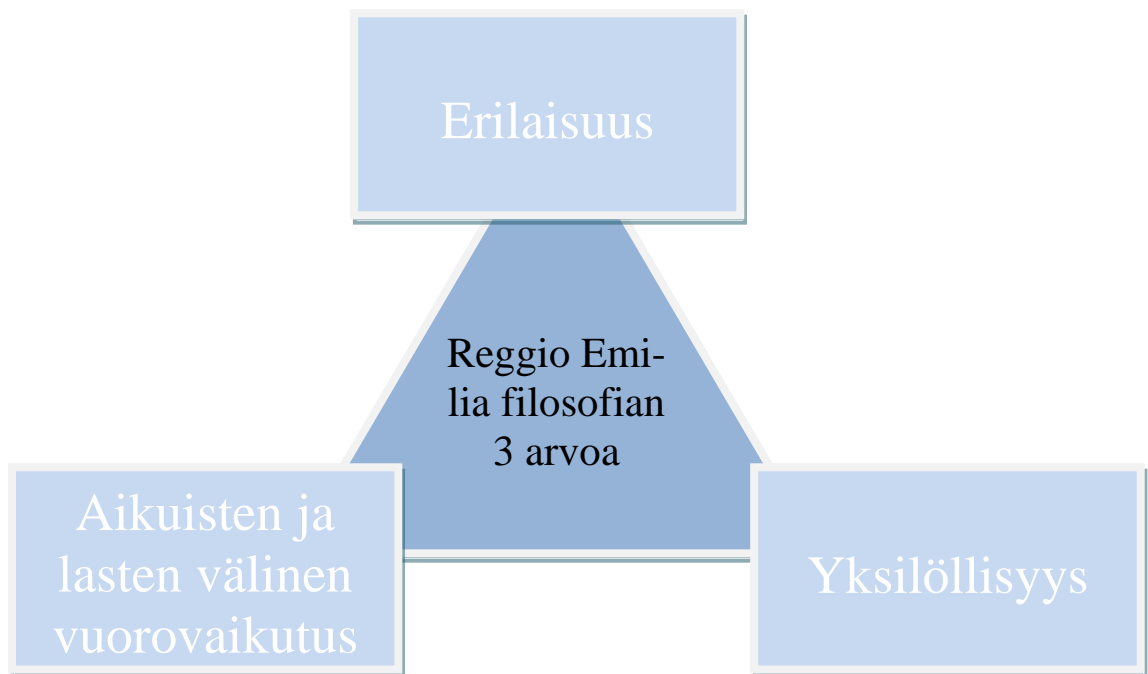 Erilaisuus
Reggio Emi-
lia filosofian
3 arvoa
Aikuisten ja
lasten välinen
vuorovaikutus
Yksilöllisyys